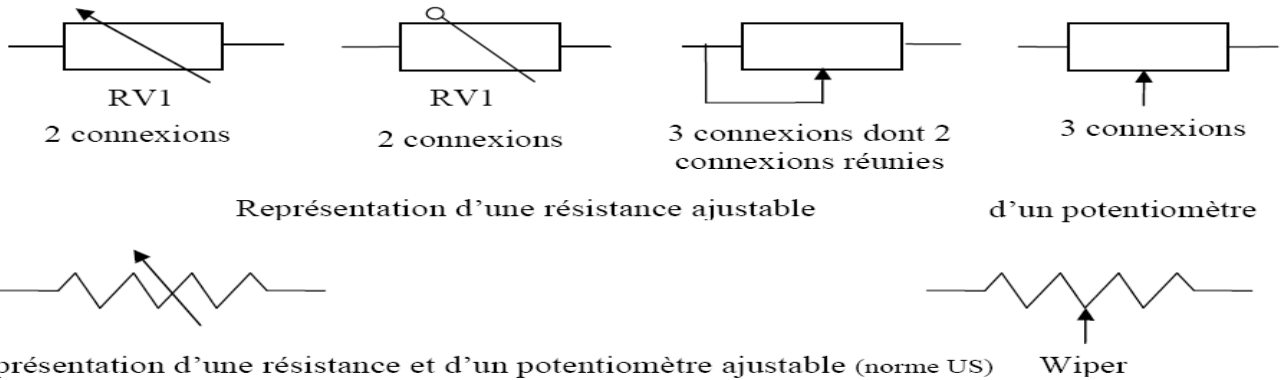 RV1
2 connexions
RV1
2 connexions
3 connexions dont 2
connexions réunies
3 connexions
Représentation d’une résistance ajustable
d’un potentiomètre
présentation d’une résistance et d’un potentiomètre ajustable (norme US)
Wiper